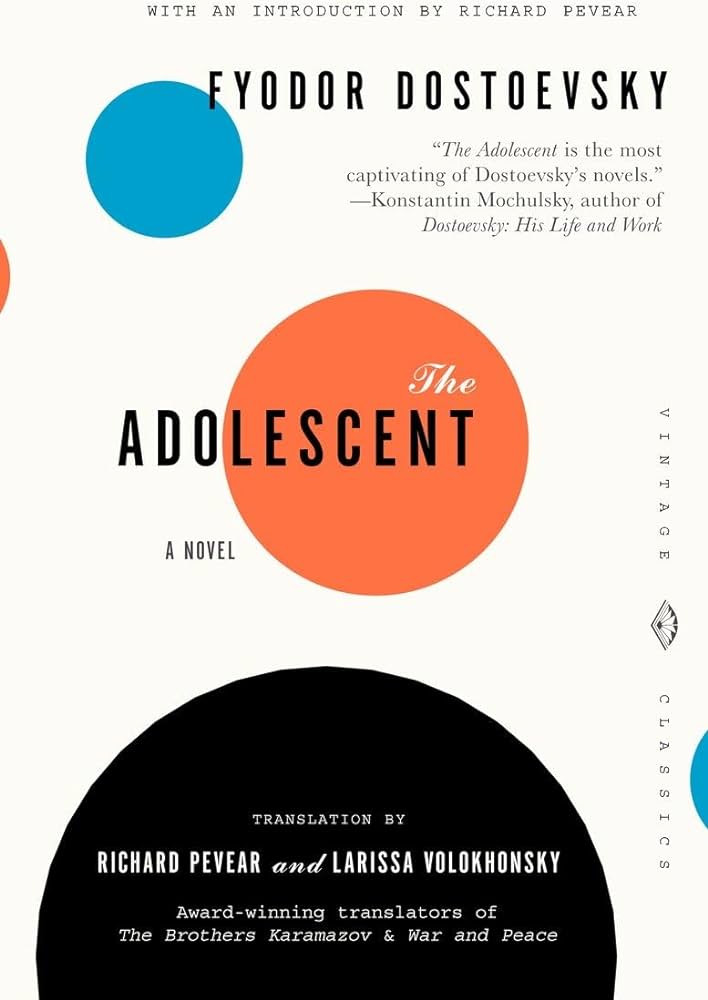 WITH AN INTRODUCTION BY RICHARD PEVEAR
FYODOR DOSTOEVSKY
“The Adolescent is the most
captivating of Dostoevsky’s novels.”
—Konstantin Mochulsky, author of
Dostoevsky: His Life and Work
The
ADOLESCENT
A NOVEL
VINTAGE
CLASSICS
TRANSLATION BY
RICHARD PEVEAR and LARISSA VOLOKHONSKY
Award-winning translators of
The Brothers Karamazov & War and Peace